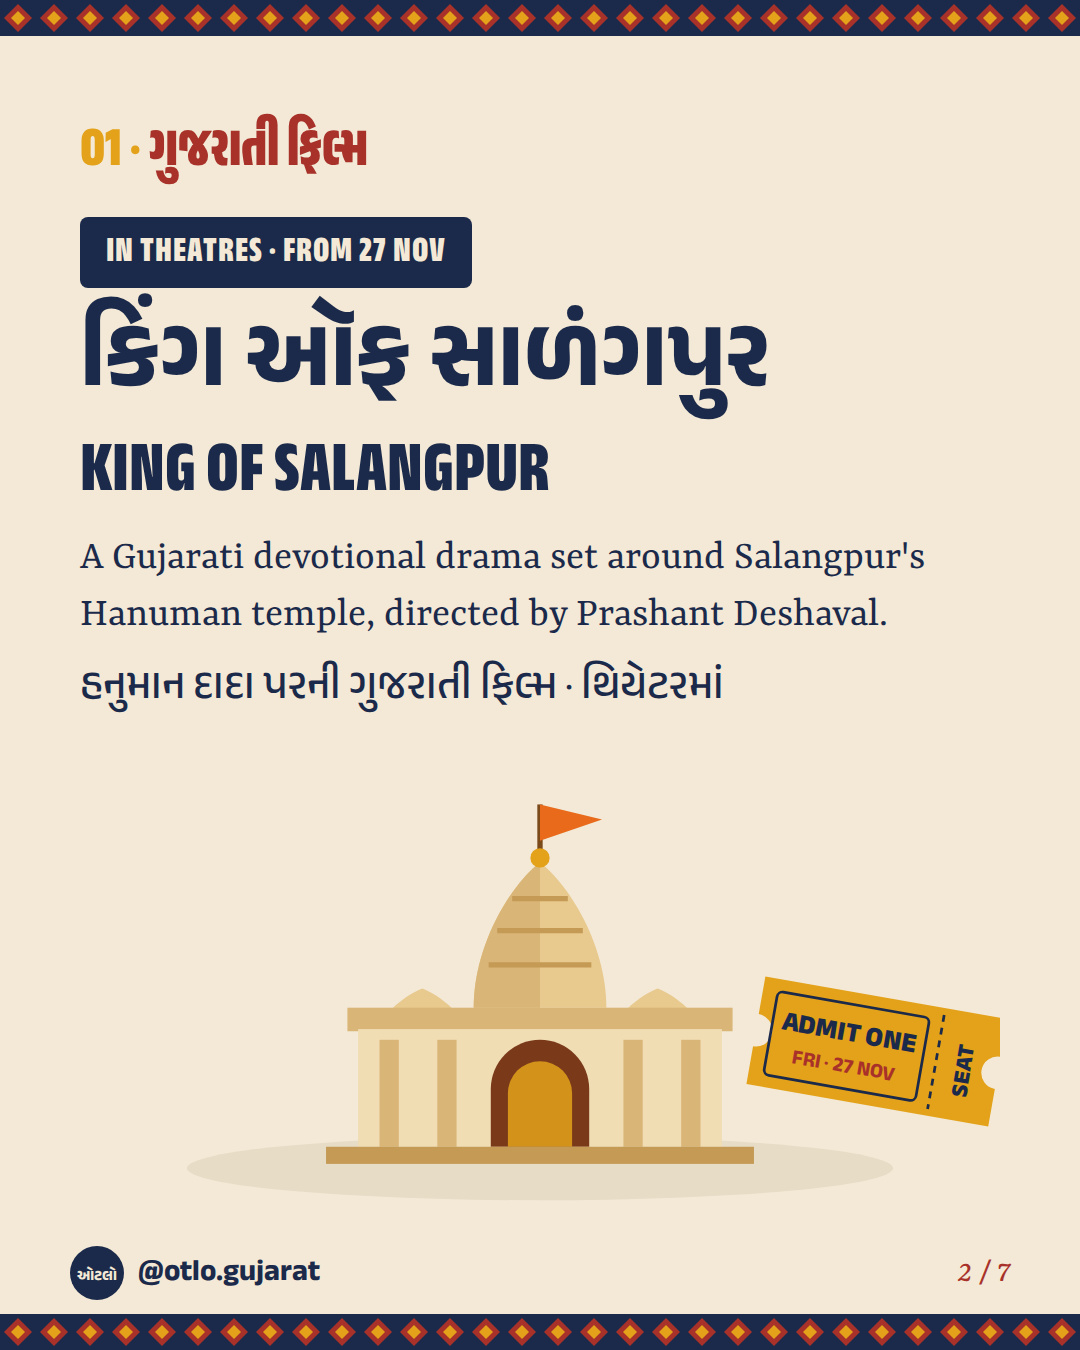 01 · ગુજરાતી ફિલ્મ
IN THEATRES · FROM 27 NOV
કિંગ ઑફ સાળંગપુર
KING OF SALANGPUR
A Gujarati devotional drama set around Salangpur's
Hanuman temple, directed by Prashant Deshaval.
હનુમાન દાદા પરની ગુજરાતી ફિલ્મ · થિયેટરમાં
ADMIT ONE
FRI · 27 NOV
SEAT
ઓટલો
@otlo.gujarat
2 / 7